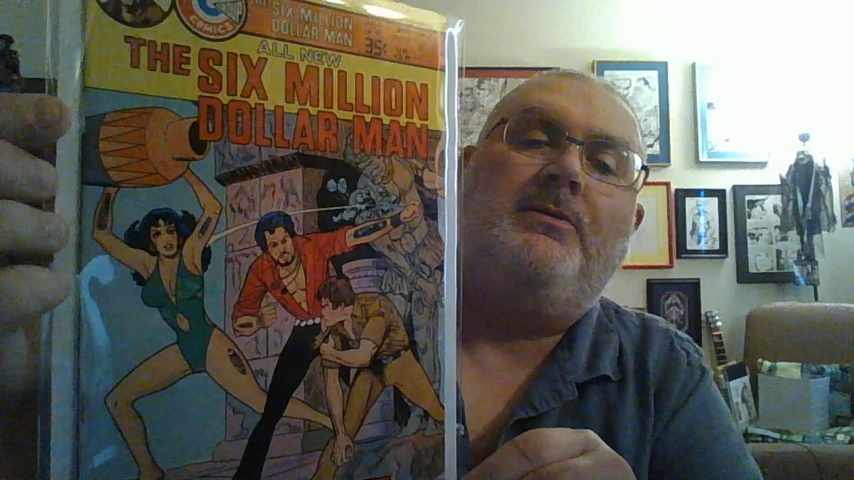 SIX MILLION
COMICS
DOLLAR MAN
35¢
ALL NEW
THE SIX MILLION
DOLLAR MAN